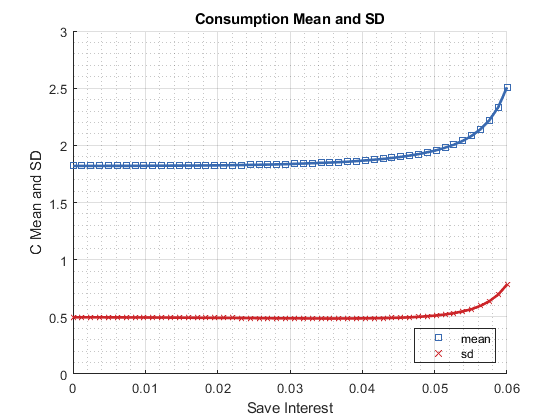 Consumption Mean and SD
C Mean and SD
3
2.5
2
1.5
1
0.5
0
0 0.01 0.02 0.03 0.04 0.05 0.06
Save Interest
mean
sd